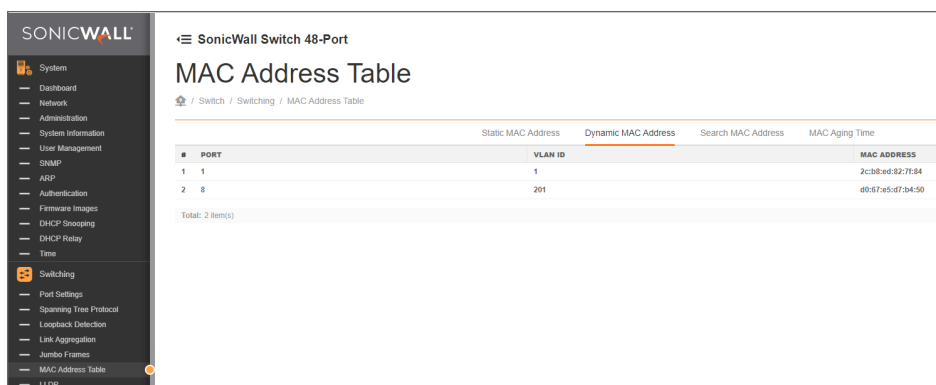 SONICWALL
SonicWall Switch 48-Port
MAC Address Table
/ Switch / Switching / MAC Address Table
System
Dashboard
Network
Administration
System Information
User Management
SNMP
ARP
Authentication
Firmware Images
DHCP Snooping
DHCP Relay
Time
Switching
Port Settings
Spanning Tree Protocol
Loopback Detection
Link Aggregation
Jumbo Frames
MAC Address Table
LLDP
Static MAC Address Dynamic MAC Address Search MAC Address MAC Aging Time
# PORT VLAN ID MAC ADDRESS
1 1 1 2c:b8:ed:82:7f:84
2 8 201 d0:67:e5:d7:b4:50
Total: 2 item(s)